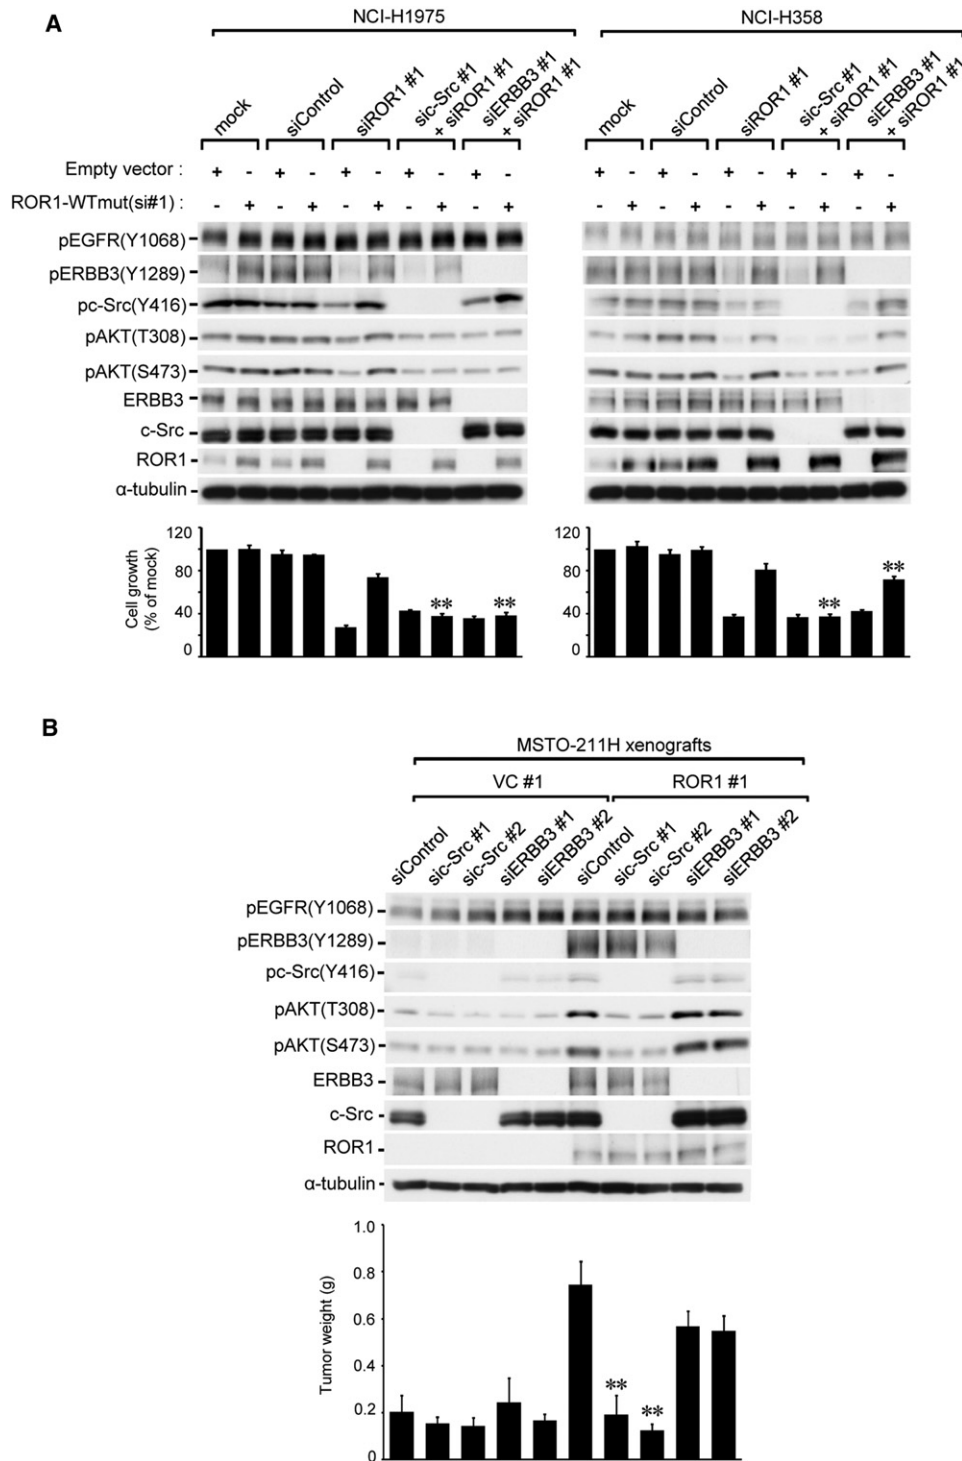 A
NCI-H1975
NCI-H358
mock
siControl
siROR1 #1
sic-Src #1
+ siROR1 #1
siERBB3 #1
+ siROR1 #1
mock
siControl
siROR1 #1
sic-Src #1
+ siROR1 #1
siERBB3 #1
+ siROR1 #1
Empty vector : + - + - + - + - + - + - + - + - + - + -
ROR1-WTmut(si#1) : - + - + - + - + - + - + - + - + - + - +
pEGFR(Y1068)
pERBB3(Y1289)
pc-Src(Y416)
pAKT(T308)
pAKT(S473)
ERBB3
c-Src
ROR1
α-tubulin
Cell growth
(% of mock)
120
80
40
0
** **
120
80
40
0
** **
B
MSTO-211H xenografts
VC #1
ROR1 #1
siControl
sic-Src #1
sic-Src #2
siERBB3 #1
siERBB3 #2
siControl
sic-Src #1
sic-Src #2
siERBB3 #1
siERBB3 #2
pEGFR(Y1068)
pERBB3(Y1289)
pc-Src(Y416)
pAKT(T308)
pAKT(S473)
ERBB3
c-Src
ROR1
α-tubulin
Tumor weight (g)
1.0
0.8
0.6
0.4
0.2
0
**
**